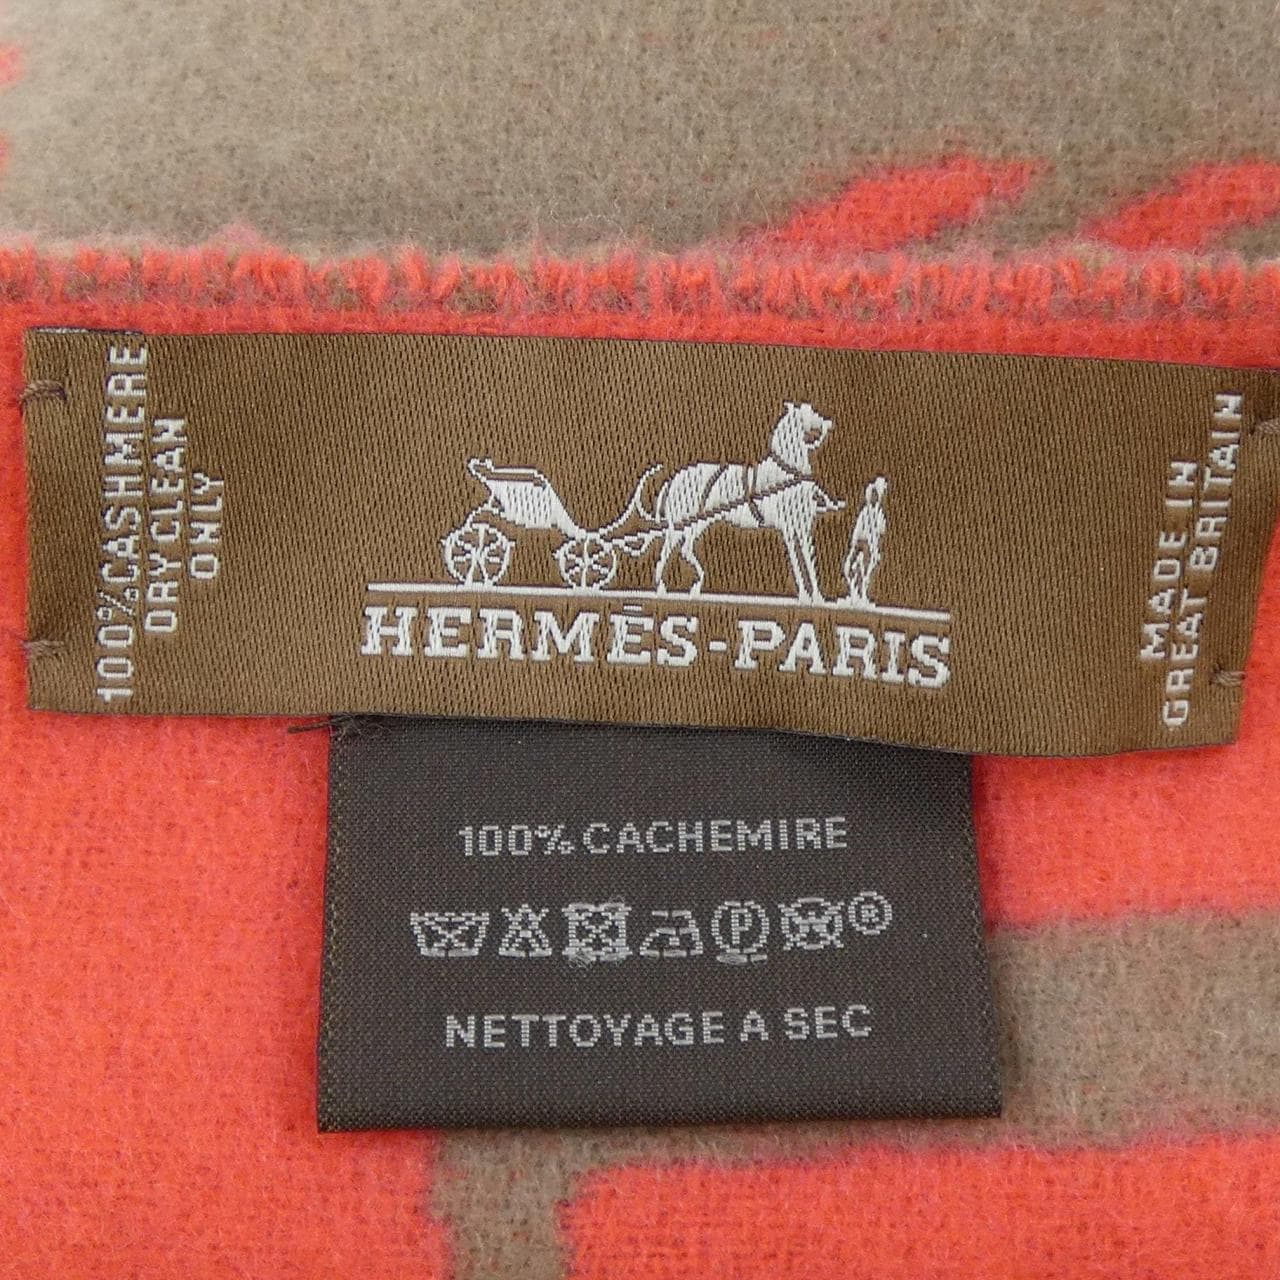 100% CASHMERE
DRY CLEAN
ONLY
HERMÈS-PARIS
MADE IN
GREAT BRITAIN
100% CACHEMIRE
P ®
NETTOYAGE A SEC